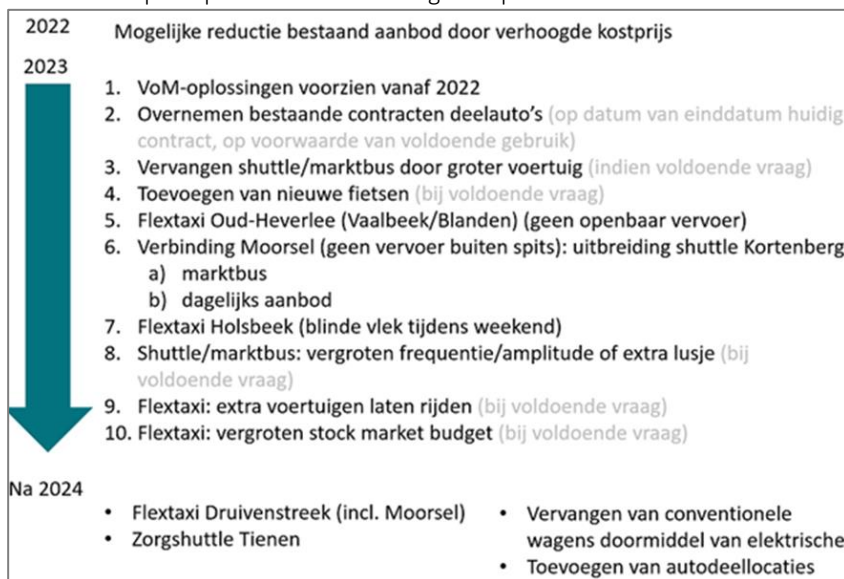 2022 Mogelijke reductie bestaand aanbod door verhoogde kostprijs
2023
1. VoM-oplossingen voorzien vanaf 2022
2. Overnemen bestaande contracten deelauto's (op datum van einddatum huidig
contract, op voorwaarde van voldoende gebruik)
3. Vervangen shuttle/marktbus door groter voertuig (indien voldoende vraag)
4. Toevoegen van nieuwe fietsen (bij voldoende vraag)
5. Flextaxi Oud-Heverlee (Vaalbeek/Blanden) (geen openbaar vervoer)
6. Verbinding Moorsel (geen vervoer buiten spits): uitbreiding shuttle Kortenberg
a) marktbus
b) dagelijks aanbod
7. Flextaxi Holsbeek (blinde vlek tijdens weekend)
8. Shuttle/marktbus: vergroten frequentie/amplitude of extra lusje (bij
voldoende vraag)
9. Flextaxi: extra voertuigen laten rijden (bij voldoende vraag)
10. Flextaxi: vergroten stock market budget (bij voldoende vraag)
Na 2024
• Flextaxi Druivenstreek (incl. Moorsel)
• Zorgshuttle Tienen
• Vervangen van conventionele
wagens doormiddel van elektrische
• Toevoegen van autodeellocaties